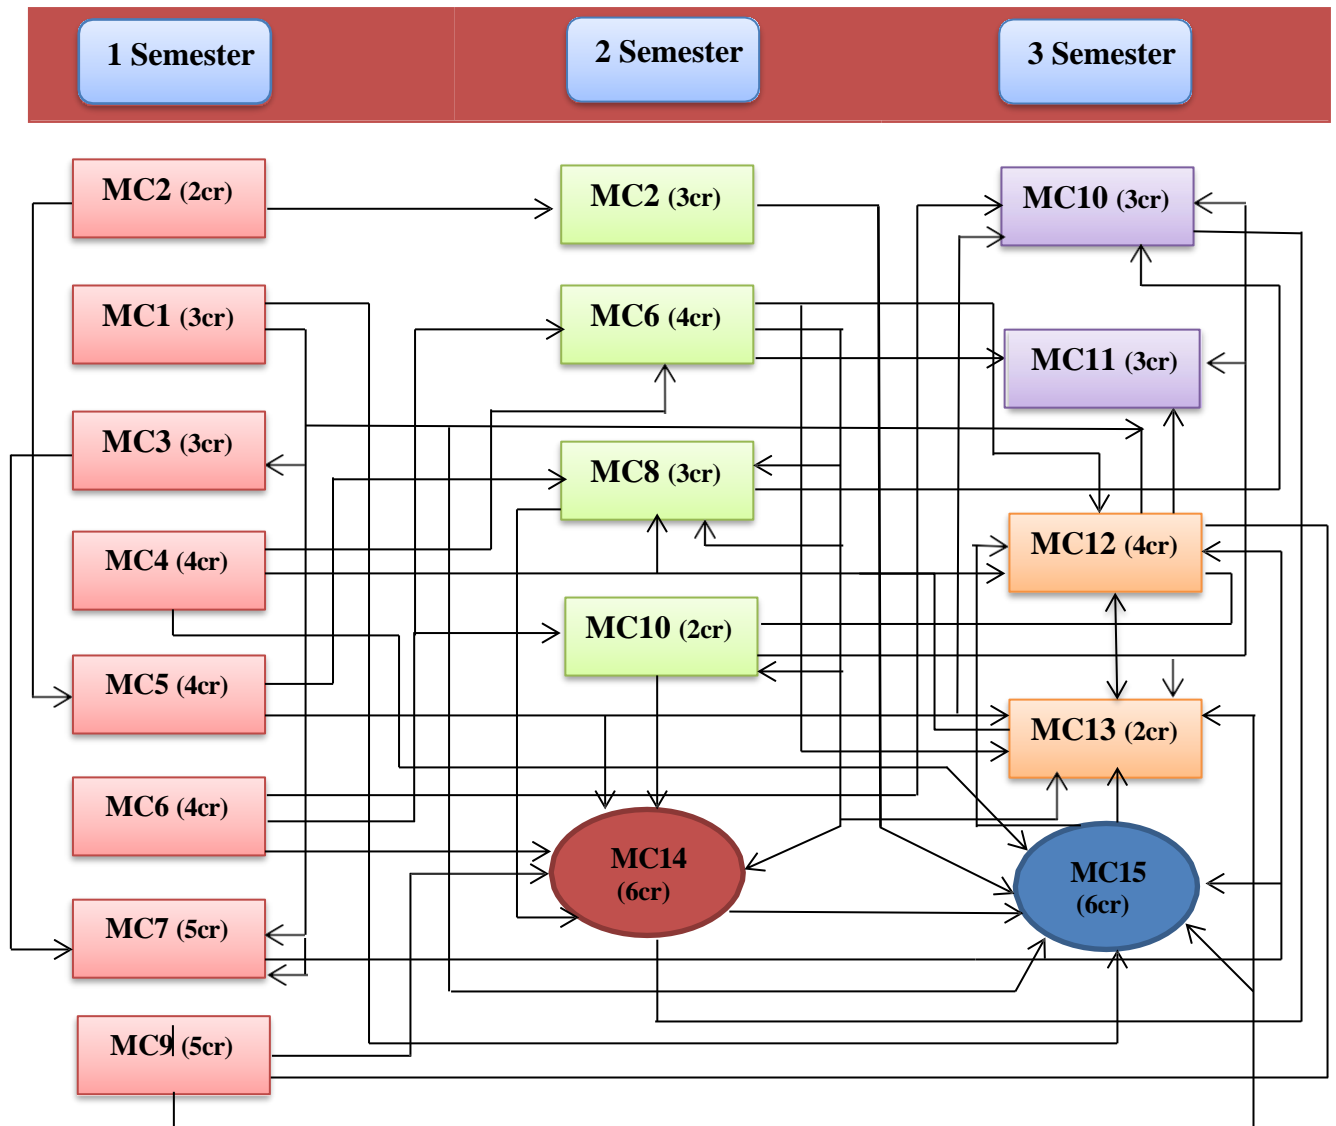 1 Semester
2 Semester
3 Semester
MC2 (2cr)
MC1 (3cr)
MC3 (3cr)
MC4 (4cr)
MC5 (4cr)
MC6 (4cr)
MC7 (5cr)
MC9 (5cr)
MC2 (3cr)
MC6 (4cr)
MC8 (3cr)
MC10 (2cr)
MC14
(6cr)
MC10 (3cr)
MC11 (3cr)
MC12 (4cr)
MC13 (2cr)
MC15
(6cr)